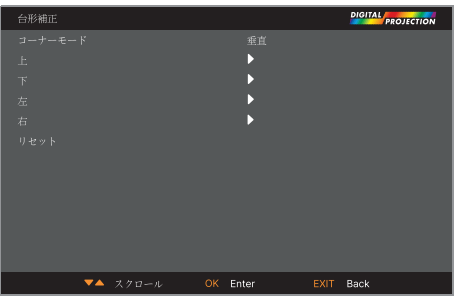 台形補正
DIGITAL PROJECTION
コーナーモード 垂直
上
下
左
右
リセット
スクロール OK Enter EXIT Back